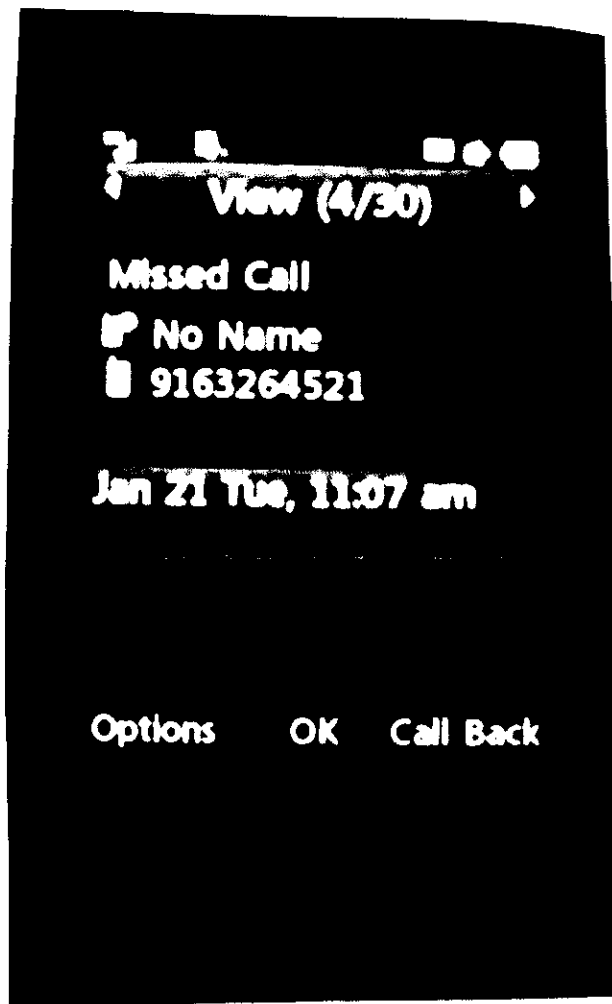 View (4/30)
Missed Call
No Name
9163264521
Jan 21 Tue, 11:07 am
Options OK Call Back